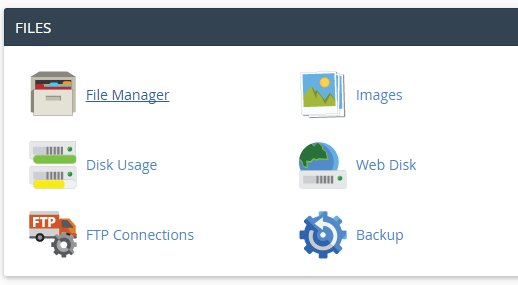 FILES
File Manager
Images
Disk Usage
Web Disk
FTP
FTP Connections
Backup